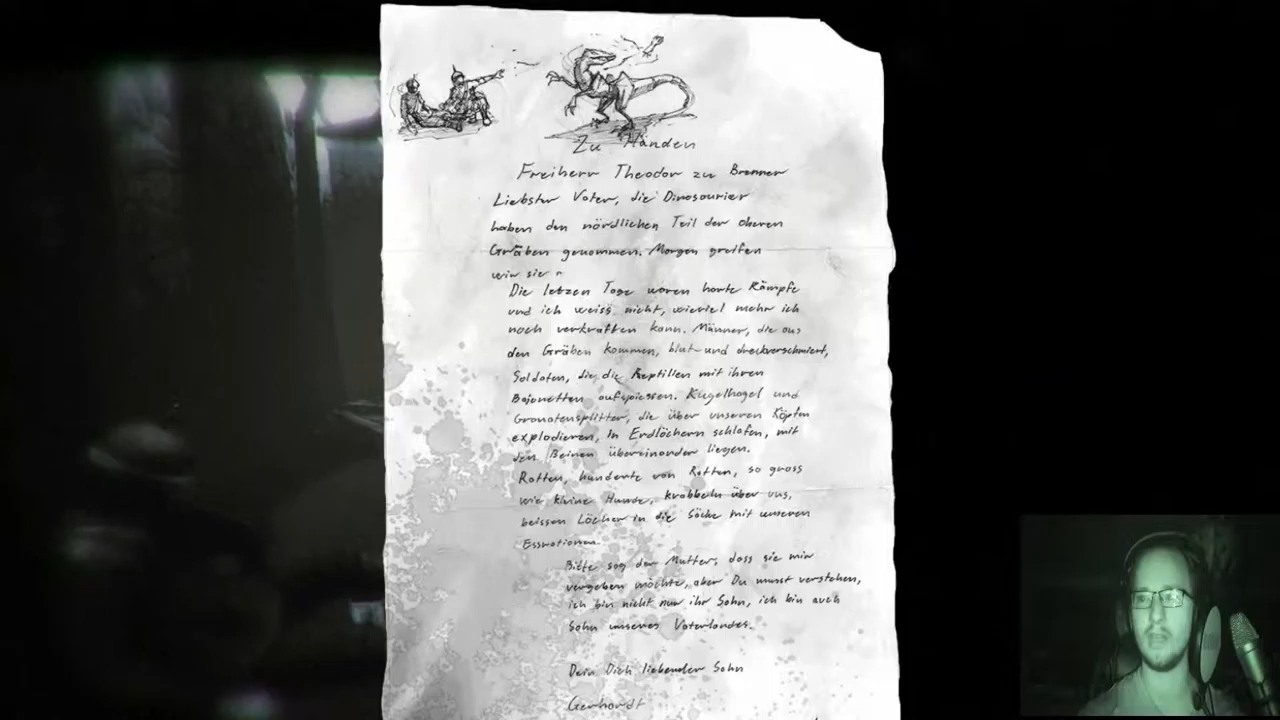 Zu Händen
Freiherr Theodor zu Brenner
Liebster Vater, die Dinosaurier
haben den nördlichen Teil der oberen
Gräben genommen. Morgen greifen
wir sie
Die letzen Tage waren harte Kämpfe
und ich weiss nicht, wieviel mehr ich
noch verkraften kann. Männer, die aus
den Gräben kommen, blut- und dreckverschmiert,
Soldaten, die die Reptilien mit ihren
Bajonetten aufspiessen. Kugelhagel und
Granatensplitter, die über unseren Köpfen
explodieren, In Erdlöchern schlafen, mit
den Beinen übereinander liegen.
Ratten, hunderte von Ratten, so gross
wie kleine Hunde, krabbeln über uns,
beissen Löcher in die Säcke mit unseren
Essrationen.
Bitte sag der Mutter, dass sie mir
vergeben möchte, aber Du musst verstehen,
ich bin nicht nur ihr Sohn, ich bin auch
Sohn unseres Vaterlandes.
Dein Dich liebender Sohn
Gerhardt